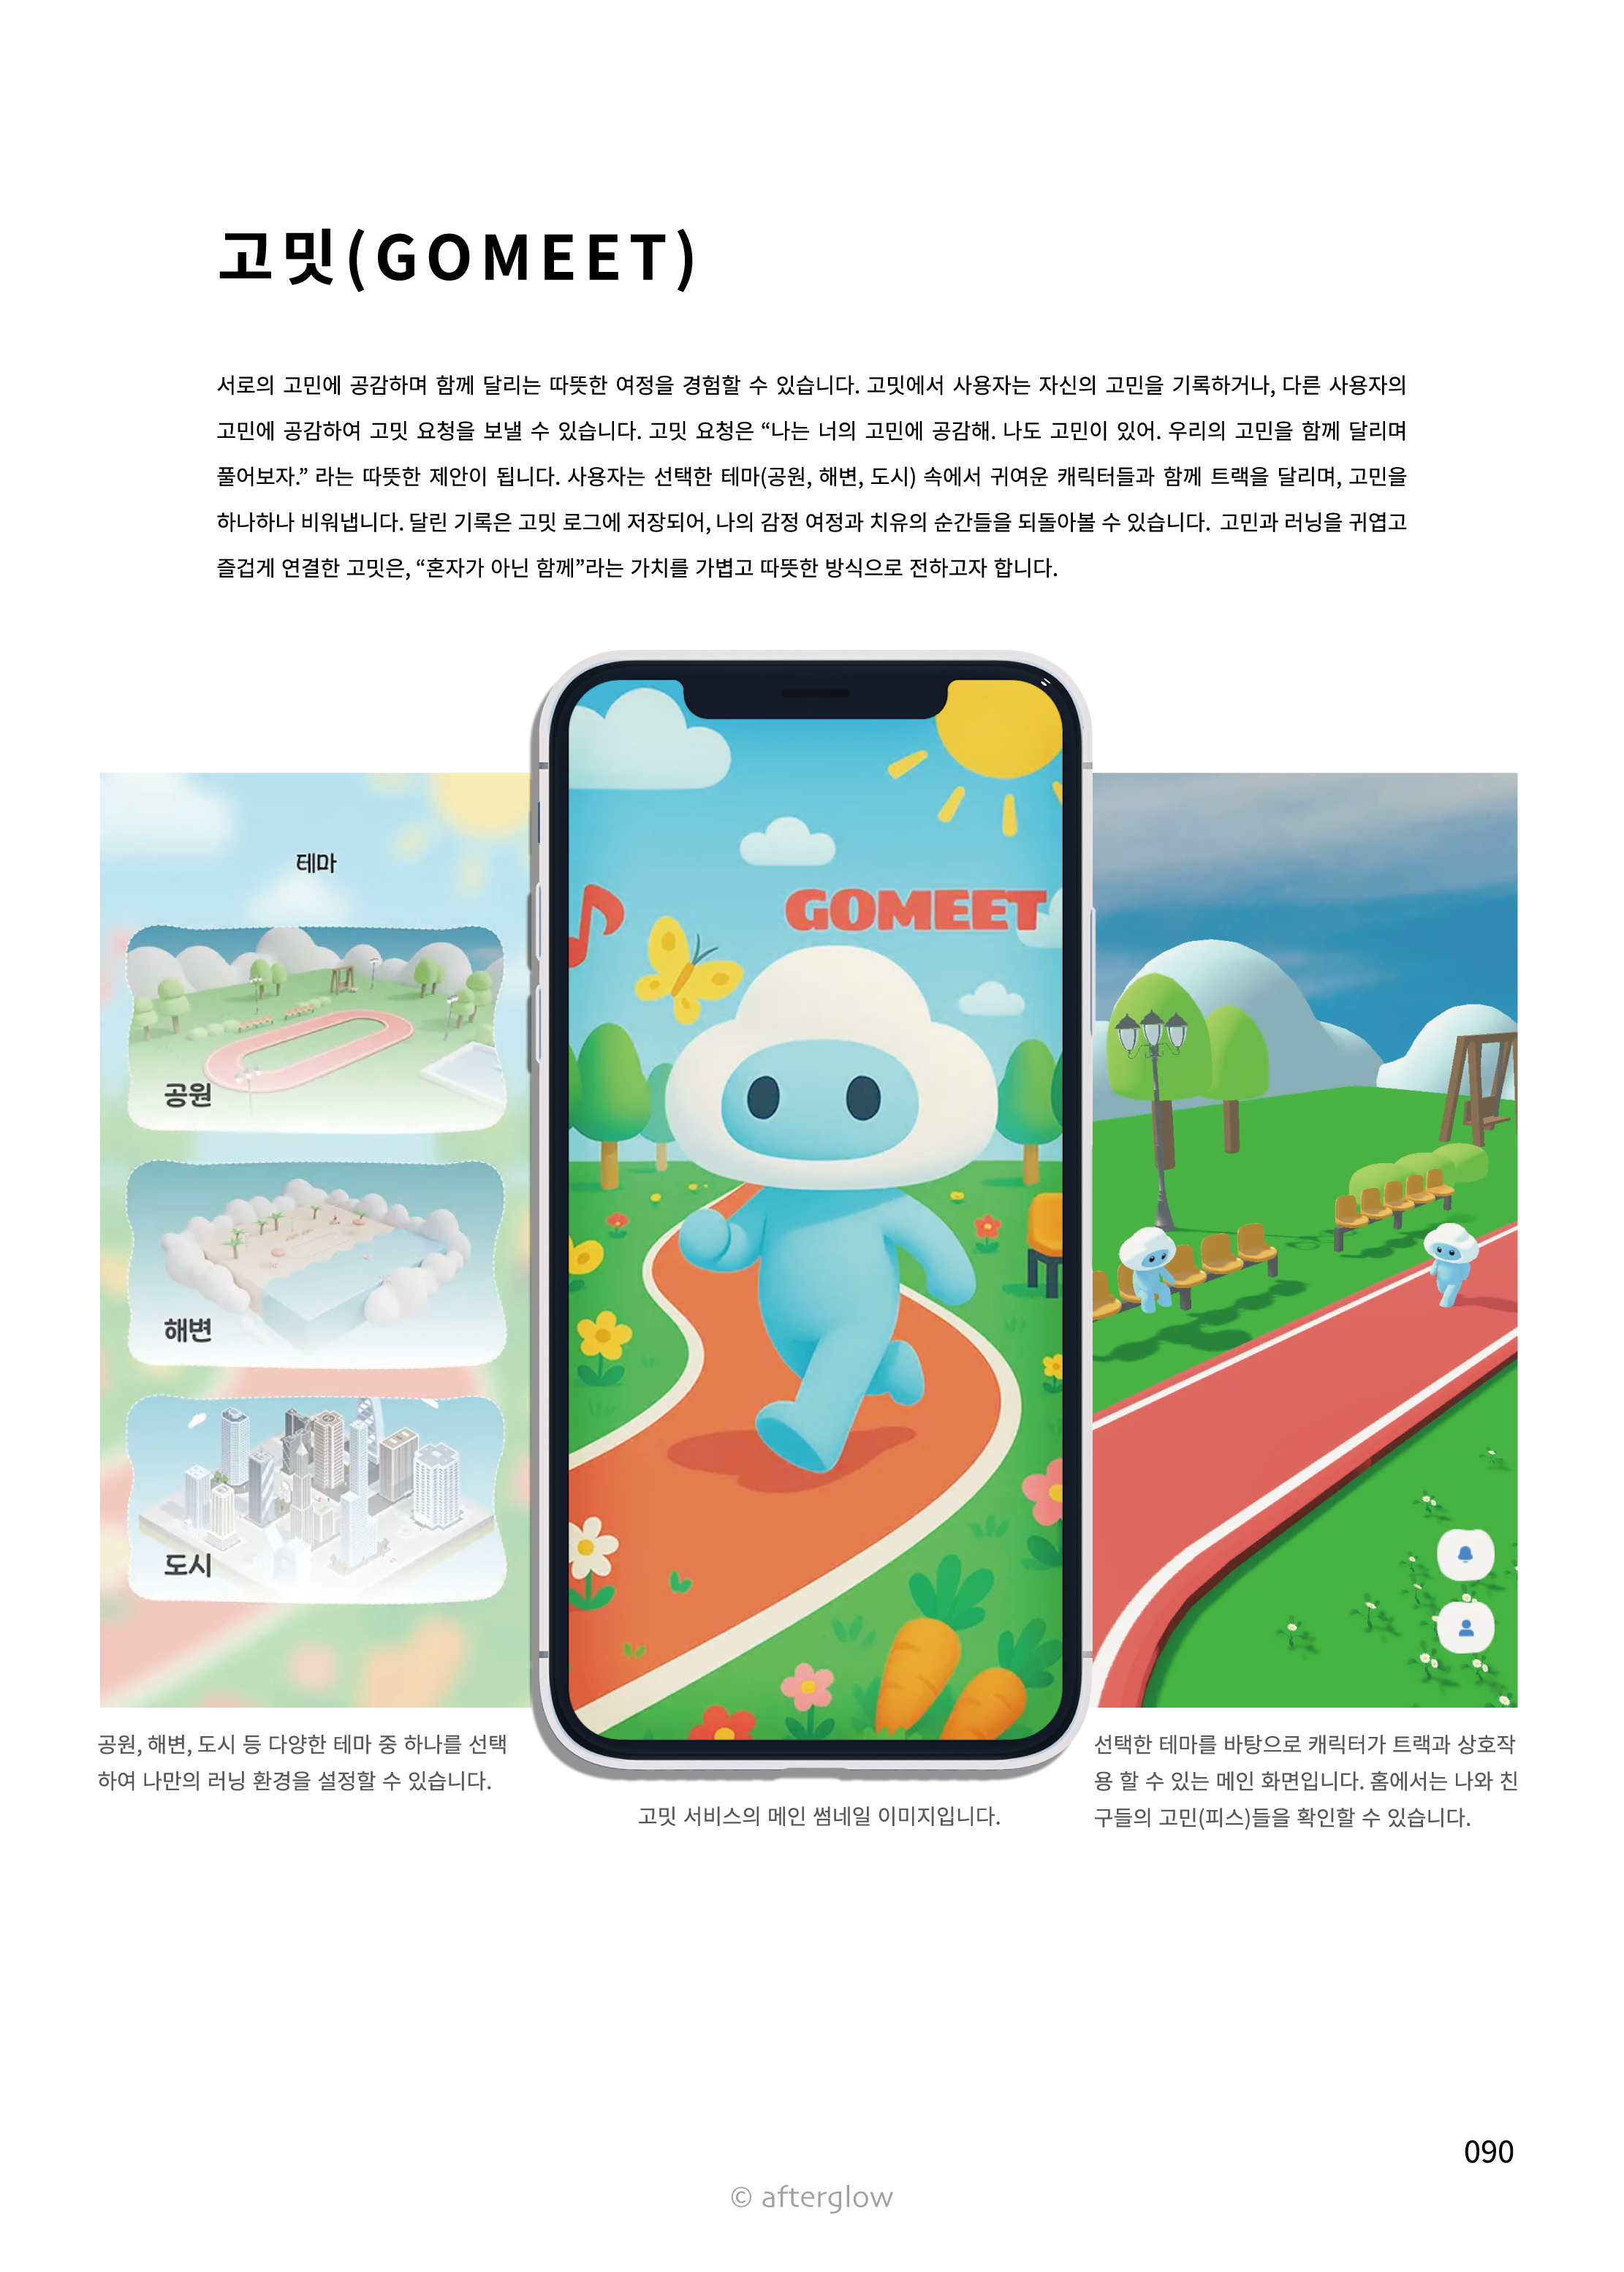 고밋(GOMEET)
서로의 고민에 공감하며 함께 달리는 따뜻한 여정을 경험할 수 있습니다. 고밋에서 사용자는 자신의 고민을 기록하거나, 다른 사용자의
고민에 공감하여 고밋 요청을 보낼 수 있습니다. 고밋 요청은 “나는 너의 고민에 공감해. 나도 고민이 있어. 우리의 고민을 함께 달리며
풀어보자.” 라는 따뜻한 제안이 됩니다. 사용자는 선택한 테마(공원, 해변, 도시) 속에서 귀여운 캐릭터들과 함께 트랙을 달리며, 고민을
하나하나 비워냅니다. 달린 기록은 고밋 로그에 저장되어, 나의 감정 여정과 치유의 순간들을 되돌아볼 수 있습니다. 고민과 러닝을 귀엽고
즐겁게 연결한 고밋은, “혼자가 아닌 함께”라는 가치를 가볍고 따뜻한 방식으로 전하고자 합니다.
테마
공원
해변
도시
GOMEET
공원, 해변, 도시 등 다양한 테마 중 하나를 선택
하여 나만의 러닝 환경을 설정할 수 있습니다.
고밋 서비스의 메인 썸네일 이미지입니다.
선택한 테마를 바탕으로 캐릭터가 트랙과 상호작
용 할 수 있는 메인 화면입니다. 홈에서는 나와 친
구들의 고민(피스)들을 확인할 수 있습니다.
090
© afterglow